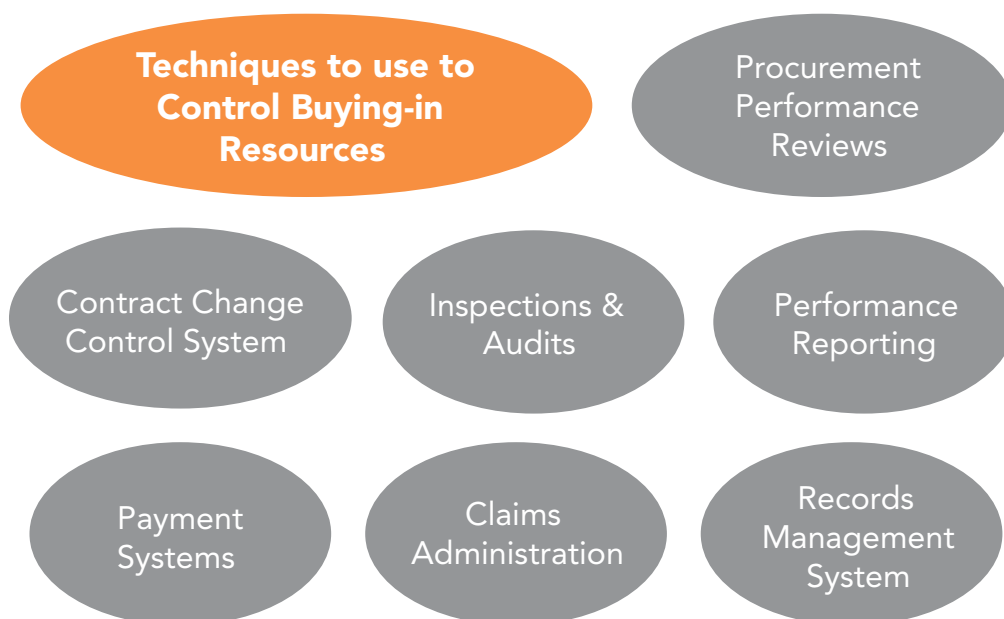 Techniques to use to
Control Buying-in
Resources
Procurement
Performance
Reviews
Contract Change
Control System
Inspections &
Audits
Performance
Reporting
Payment
Systems
Claims
Administration
Records
Management
System